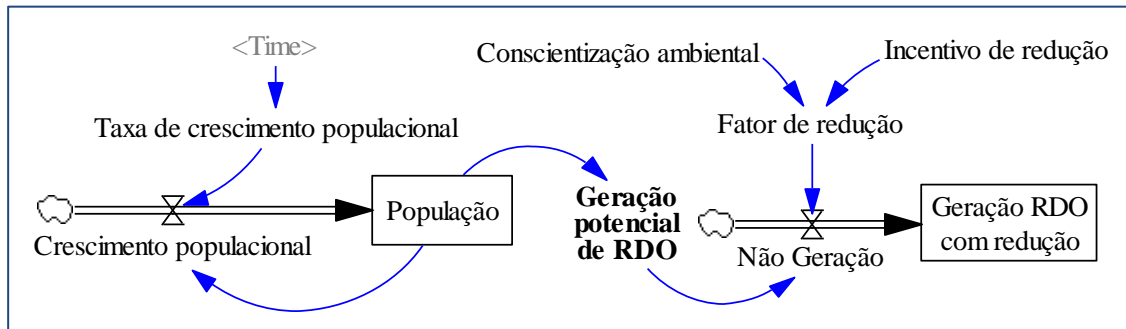 <Time>
Taxa de crescimento populacional
Crescimento populacional
População
Geração
potencial
de RDO
Conscientização ambiental
Incentivo de redução
Fator de redução
Não Geração
Geração RDO
com redução